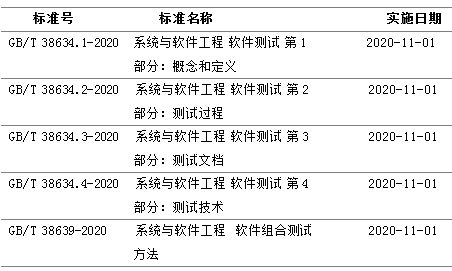 标准号 标准名称 实施日期
GB/T 38634.1-2020 系统与软件工程 软件测试 第1 2020-11-01
部分：概念和定义
GB/T 38634.2-2020 系统与软件工程 软件测试 第2 2020-11-01
部分：测试过程
GB/T 38634.3-2020 系统与软件工程 软件测试 第3 2020-11-01
部分：测试文档
GB/T 38634.4-2020 系统与软件工程 软件测试 第4 2020-11-01
部分：测试技术
GB/T 38639-2020 系统与软件工程 软件组合测试 2020-11-01
方法